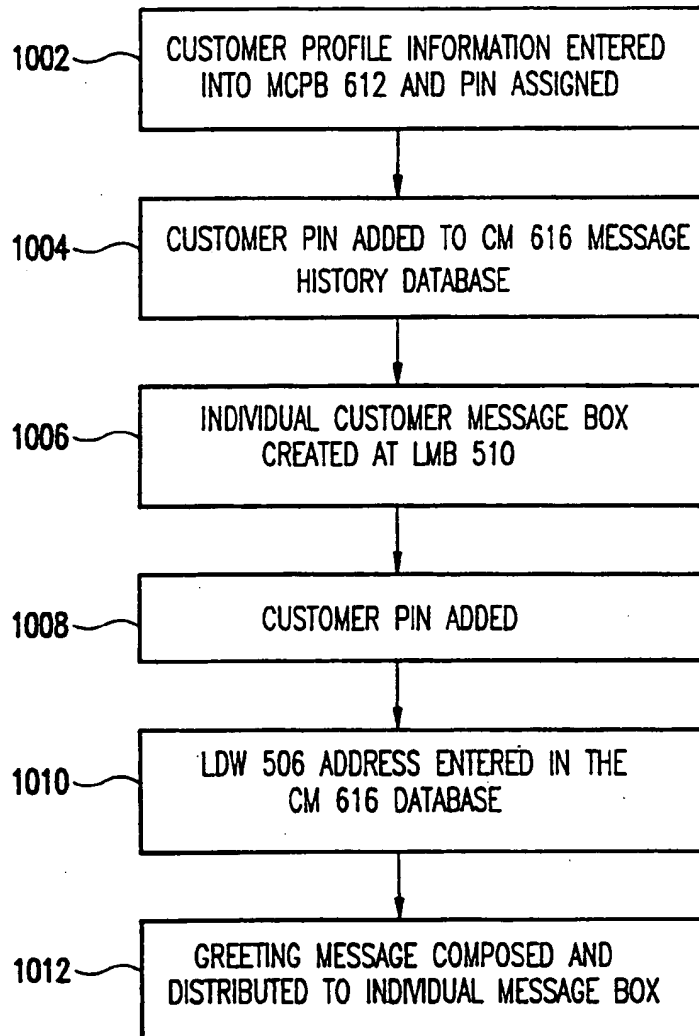 1002
CUSTOMER PROFILE INFORMATION ENTERED
INTO MCPB 612 AND PIN ASSIGNED
1004
CUSTOMER PIN ADDED TO CM 616 MESSAGE
HISTORY DATABASE
1006
INDIVIDUAL CUSTOMER MESSAGE BOX
CREATED AT LMB 510
1008
CUSTOMER PIN ADDED
1010
LDW 506 ADDRESS ENTERED IN THE
CM 616 DATABASE
1012
GREETING MESSAGE COMPOSED AND
DISTRIBUTED TO INDIVIDUAL MESSAGE BOX